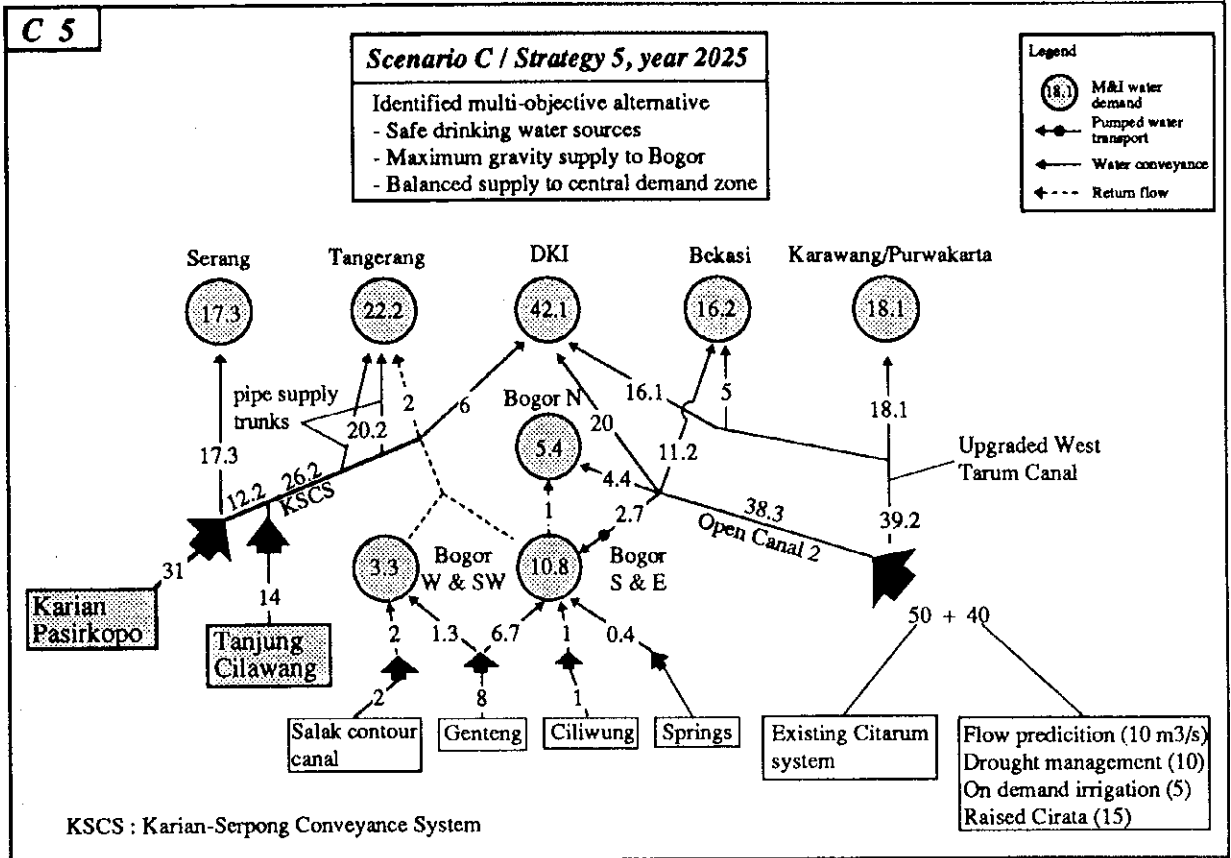 C 5
Scenario C / Strategy 5, year 2025
Identified multi-objective alternative
- Safe drinking water sources
- Maximum gravity supply to Bogor
- Balanced supply to central demand zone
Legend
18.1
M&I water
demand
Pumped water
transport
Water conveyance
Return flow
Serang
Tangerang
DKI
Bekasi
Karawang/Purwakarta
17.3
22.2
42.1
16.2
18.1
pipe supply
trunks
2
6
Bogor N
16.1
5
18.1
20.2
5.4
20
11.2
Upgraded West
Tarum Canal
17.3
12.2
26.2
KSCS
4.4
1
2.7
38.3
Open Canal 2
39.2
31
3.3
Bogor
W & SW
10.8
Bogor
S & E
Karian
Pasirkopo
14
Tanjung
Cilawang
2
1.3
6.7
1
0.4
50 + 40
2
8
1
Salak contour
canal
Genteng
Ciliwung
Springs
Existing Citarum
system
Flow predicition (10 m3/s)
Drought management (10)
On demand irrigation (5)
Raised Cirata (15)
KSCS : Karian-Serpong Conveyance System